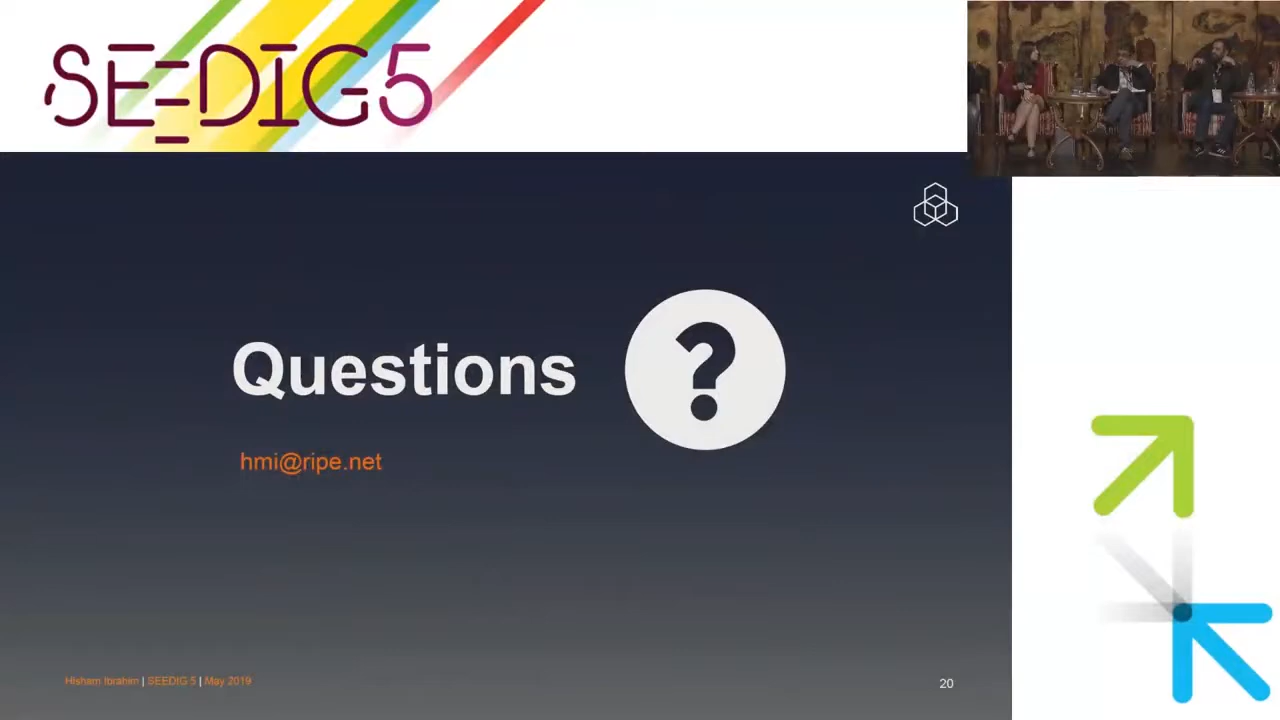 SEEDIG5
Questions ?
hmi@ripe.net
Hisham Ibrahim | SEEDIG 5 | May 2019
20